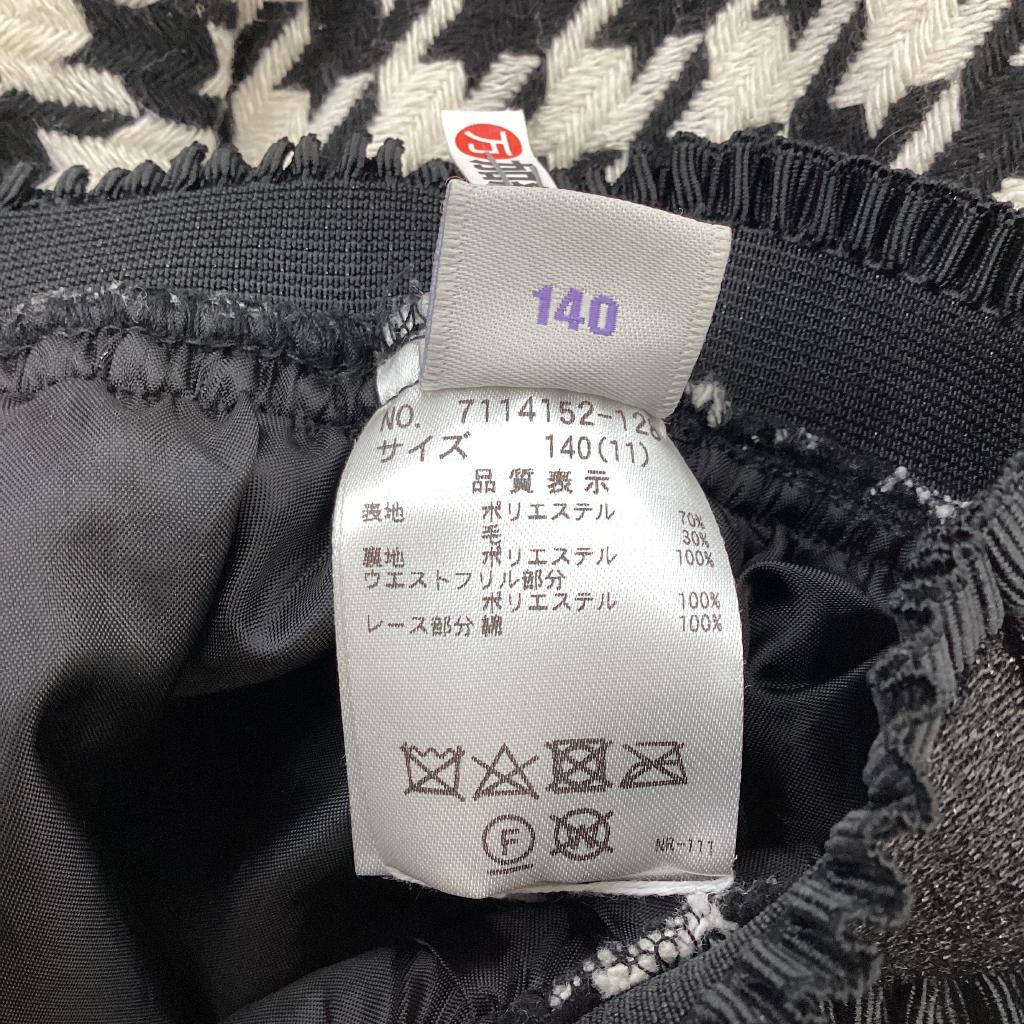 140
NO. 7114152-128
サイズ 140(11)
品質表示
表地 ポリエステル 70%
毛 30%
裏地 ポリエステル 100%
ウエストフリル部分
ポリエステル 100%
レース部分 綿 100%
F
W
NR-111